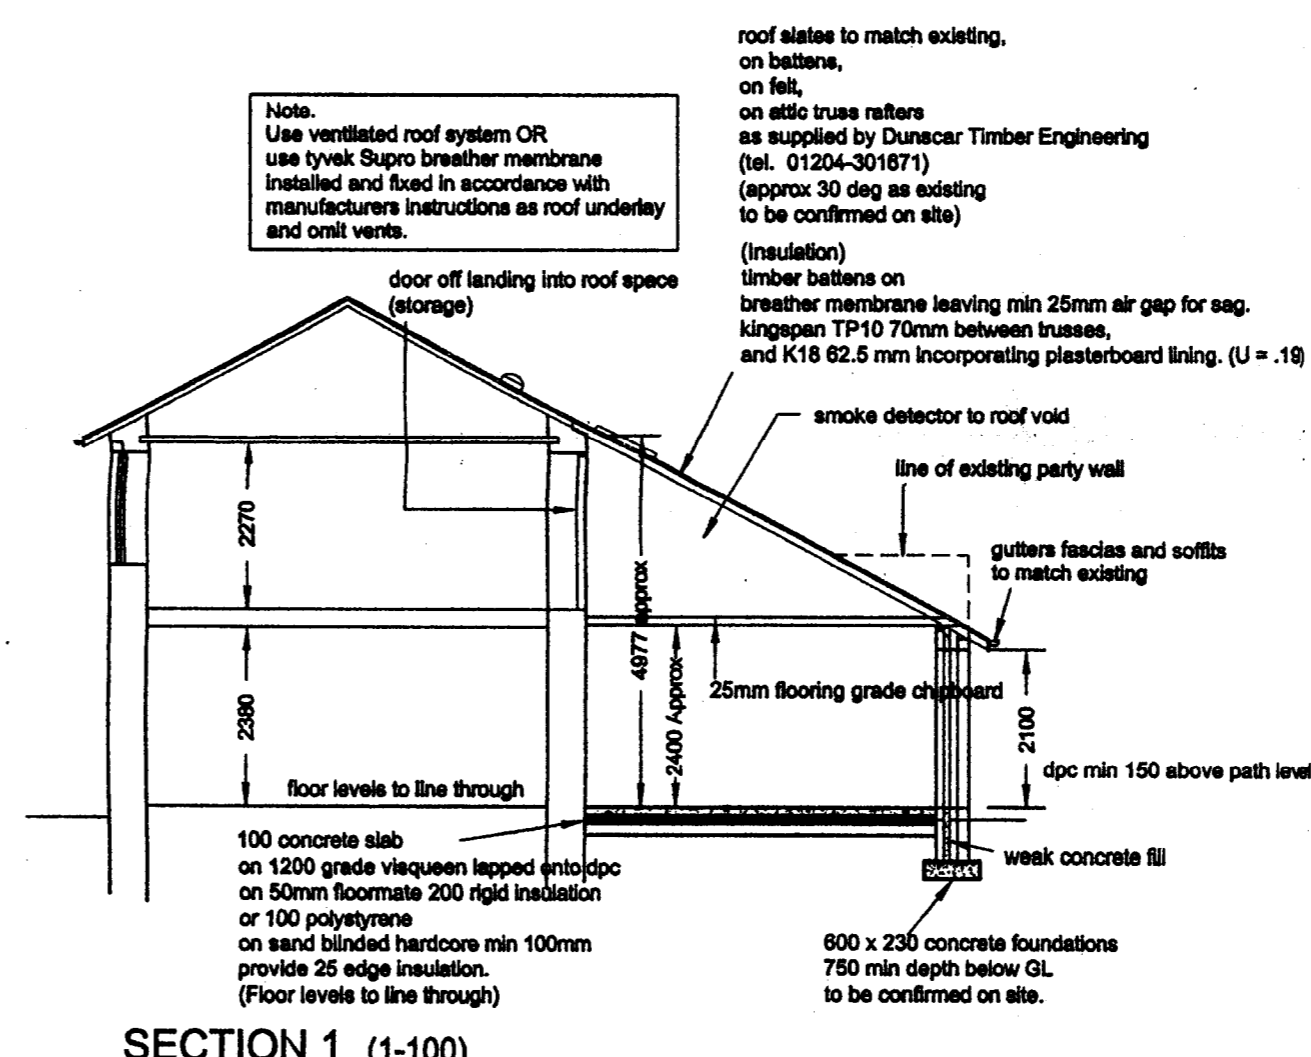 roof slates to match existing,
on battens,
on felt,
on attic truss rafters
as supplied by Dunscar Timber Engineering
(tel. 01204-301671)
(approx 30 deg as existing
to be confirmed on site)
Note.
Use ventilated roof system OR
use tyvek Supro breather membrane
installed and fixed in accordance with
manufacturers instructions as roof underlay
and omit vents.
(Insulation)
timber battens on
breather membrane leaving min 25mm air gap for sag.
kingspan TP10 70mm between trusses,
and K18 62.5 mm incorporating plasterboard lining. (U = .19)
door off landing into roof space
(storage)
smoke detector to roof void
line of existing party wall
gutters fascias and soffits
to match existing
2270
4977 approx
2380
2400 Approx
25mm flooring grade chipboard
2100
dpc min 150 above path level
floor levels to line through
100 concrete slab
on 1200 grade visqueen lapped onto dpc
on 50mm floormate 200 rigid insulation
or 100 polystyrene
on sand blinded hardcore min 100mm
provide 25 edge insulation.
(Floor levels to line through)
weak concrete fill
600 x 230 concrete foundations
750 min depth below GL
to be confirmed on site.
SECTION 1 (1-100)